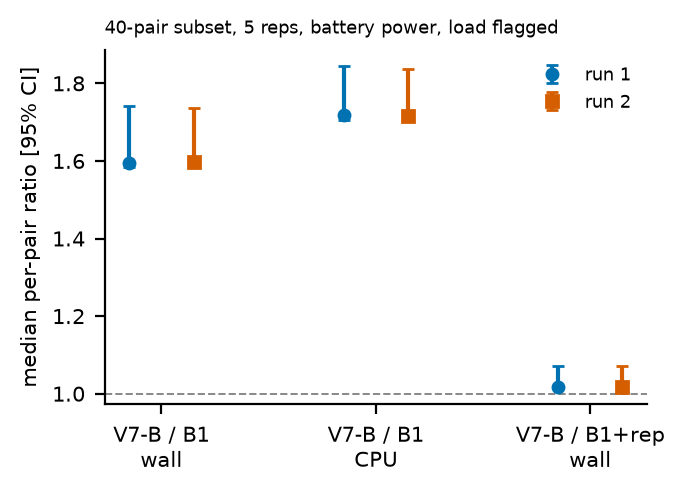 40-pair subset, 5 reps, battery power, load flagged
median per-pair ratio [95% CI]
1.8
1.6
1.4
1.2
1.0
run 1
run 2
V7-B / B1
wall
V7-B / B1
CPU
V7-B / B1+rep
wall